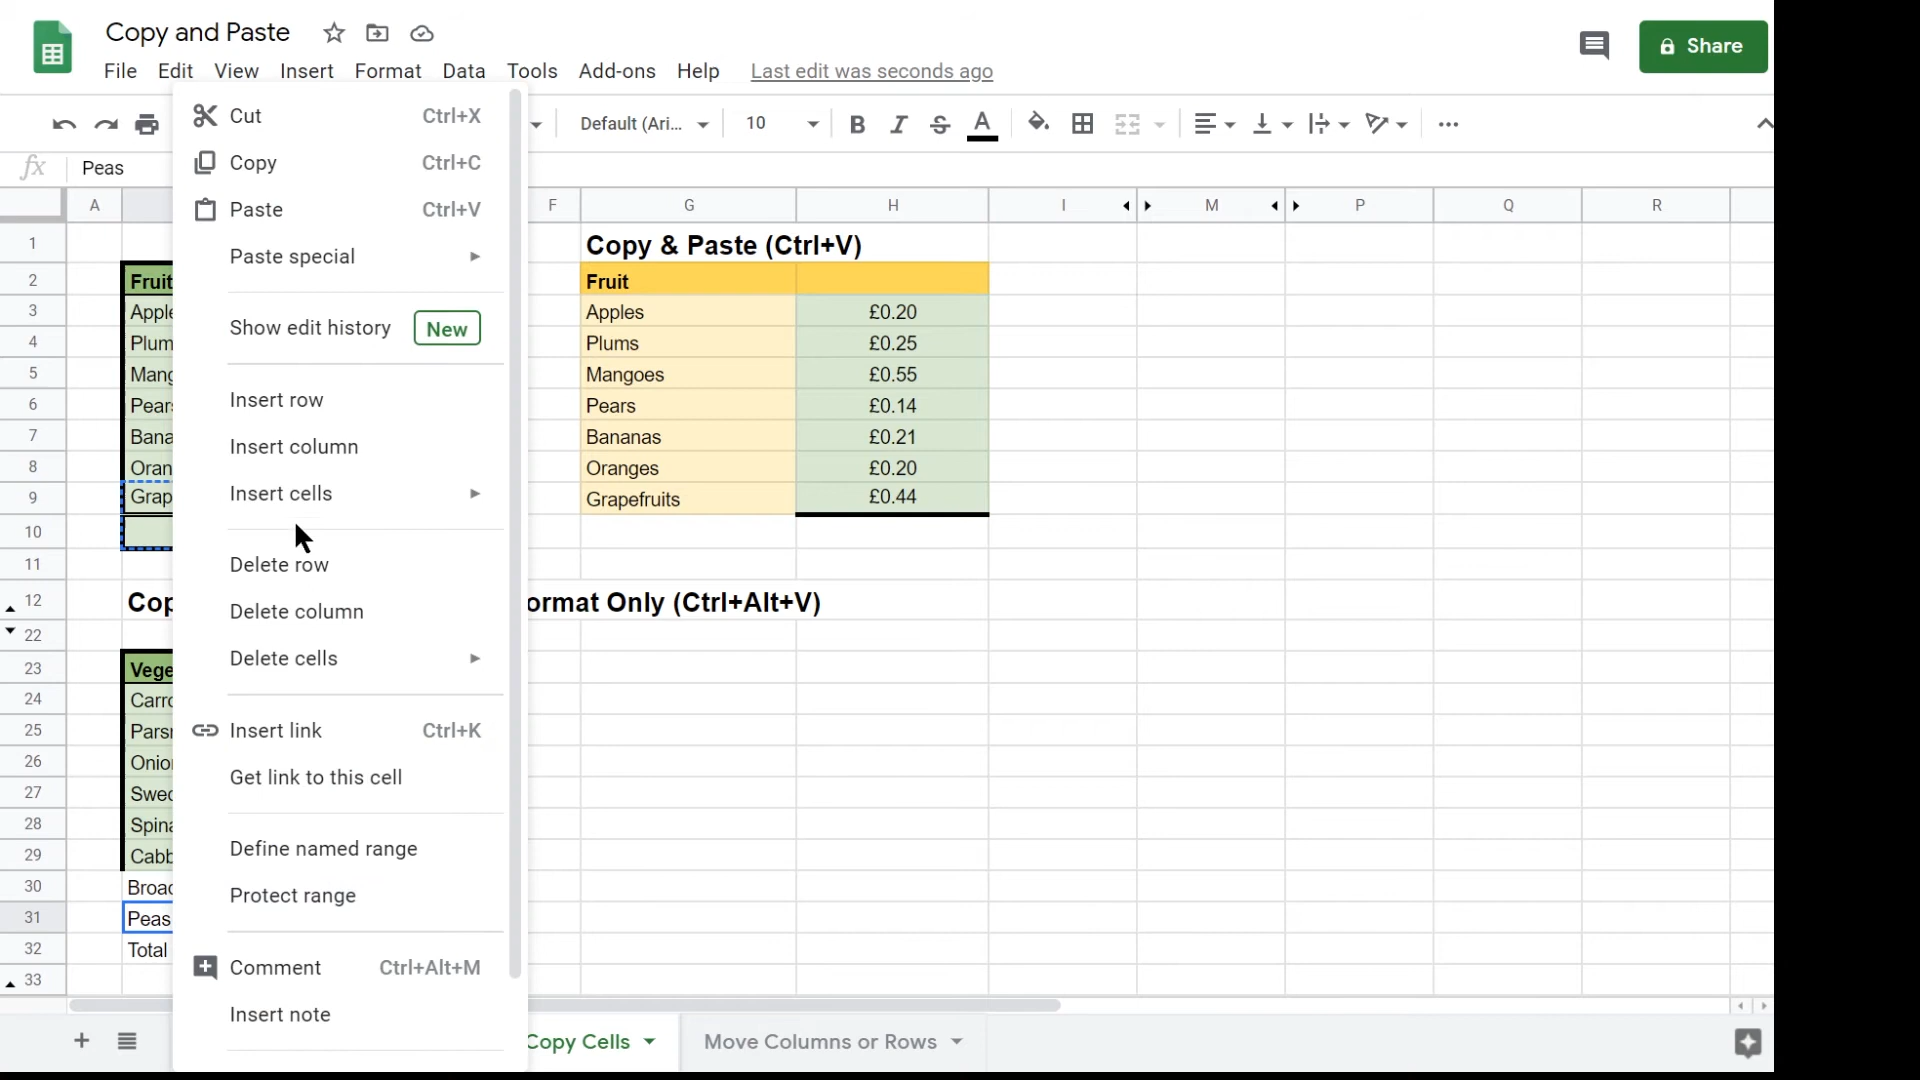 Copy and Paste
File Edit View Insert Format Data Tools Add-ons Help Last edit was seconds ago
Share
Default (Ari... 10 B I S A
fx Peas
Cut Ctrl+X
Copy Ctrl+C
Paste Ctrl+V
Paste special
Show edit history New
Insert row
Insert column
Insert cells
Delete row
Delete column
Delete cells
Insert link Ctrl+K
Get link to this cell
Define named range
Protect range
Comment Ctrl+Alt+M
Insert note
A F G H I M P Q R
1 Copy & Paste (Ctrl+V)
2 Fruit Fruit
3 Apple Apples £0.20
4 Plum Plums £0.25
5 Mang Mangoes £0.55
6 Pears Pears £0.14
7 Bana Bananas £0.21
8 Oran Oranges £0.20
9 Grap Grapefruits £0.44
10
11
12 Cop ormat Only (Ctrl+Alt+V)
22
23 Vege
24 Carro
25 Parsn
26 Onio
27 Swed
28 Spina
29 Cabb
30 Broad
31 Peas
32 Total
33
Copy Cells Move Columns or Rows